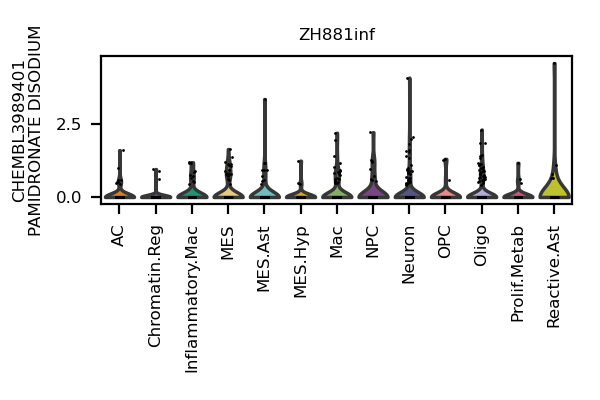 ZH881inf
CHEMBL3989401
PAMIDRONATE DISODIUM
2.5
0.0
AC
Chromatin.Reg
Inflammatory.Mac
MES
MES.Ast
MES.Hyp
Mac
NPC
Neuron
OPC
Oligo
Prolif.Metab
Reactive.Ast